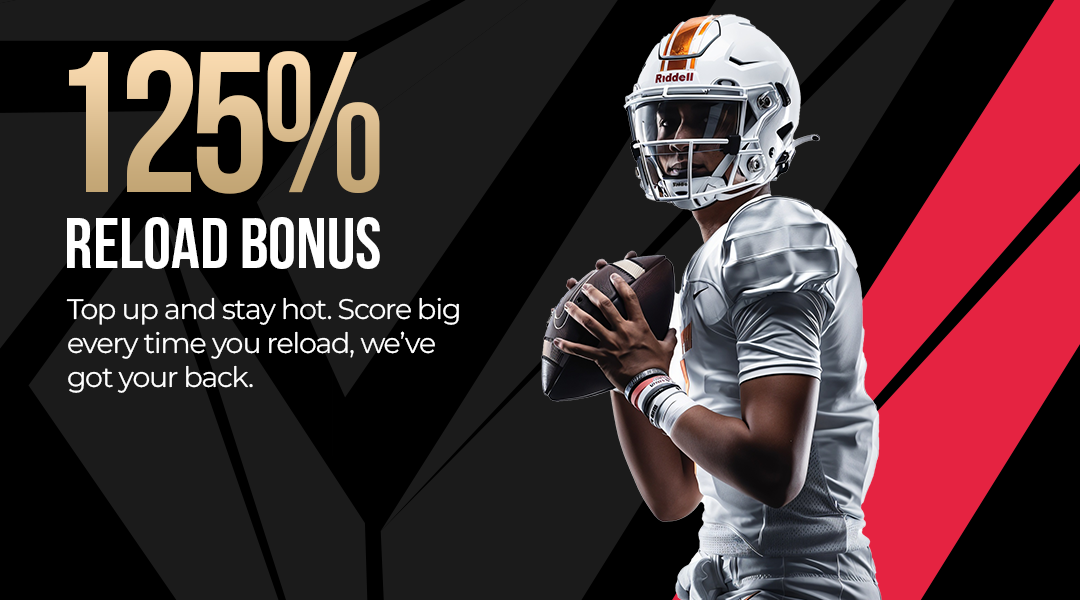 125%
RELOAD BONUS
Top up and stay hot. Score big
every time you reload, we’ve
got your back.
Riddell
Riddell